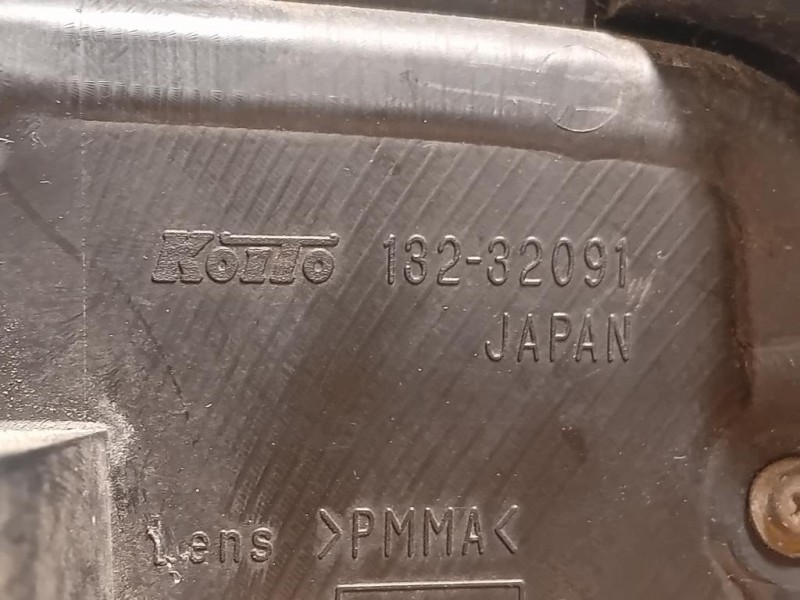 KOITO 132-32091
JAPAN
Lens >PMMA<